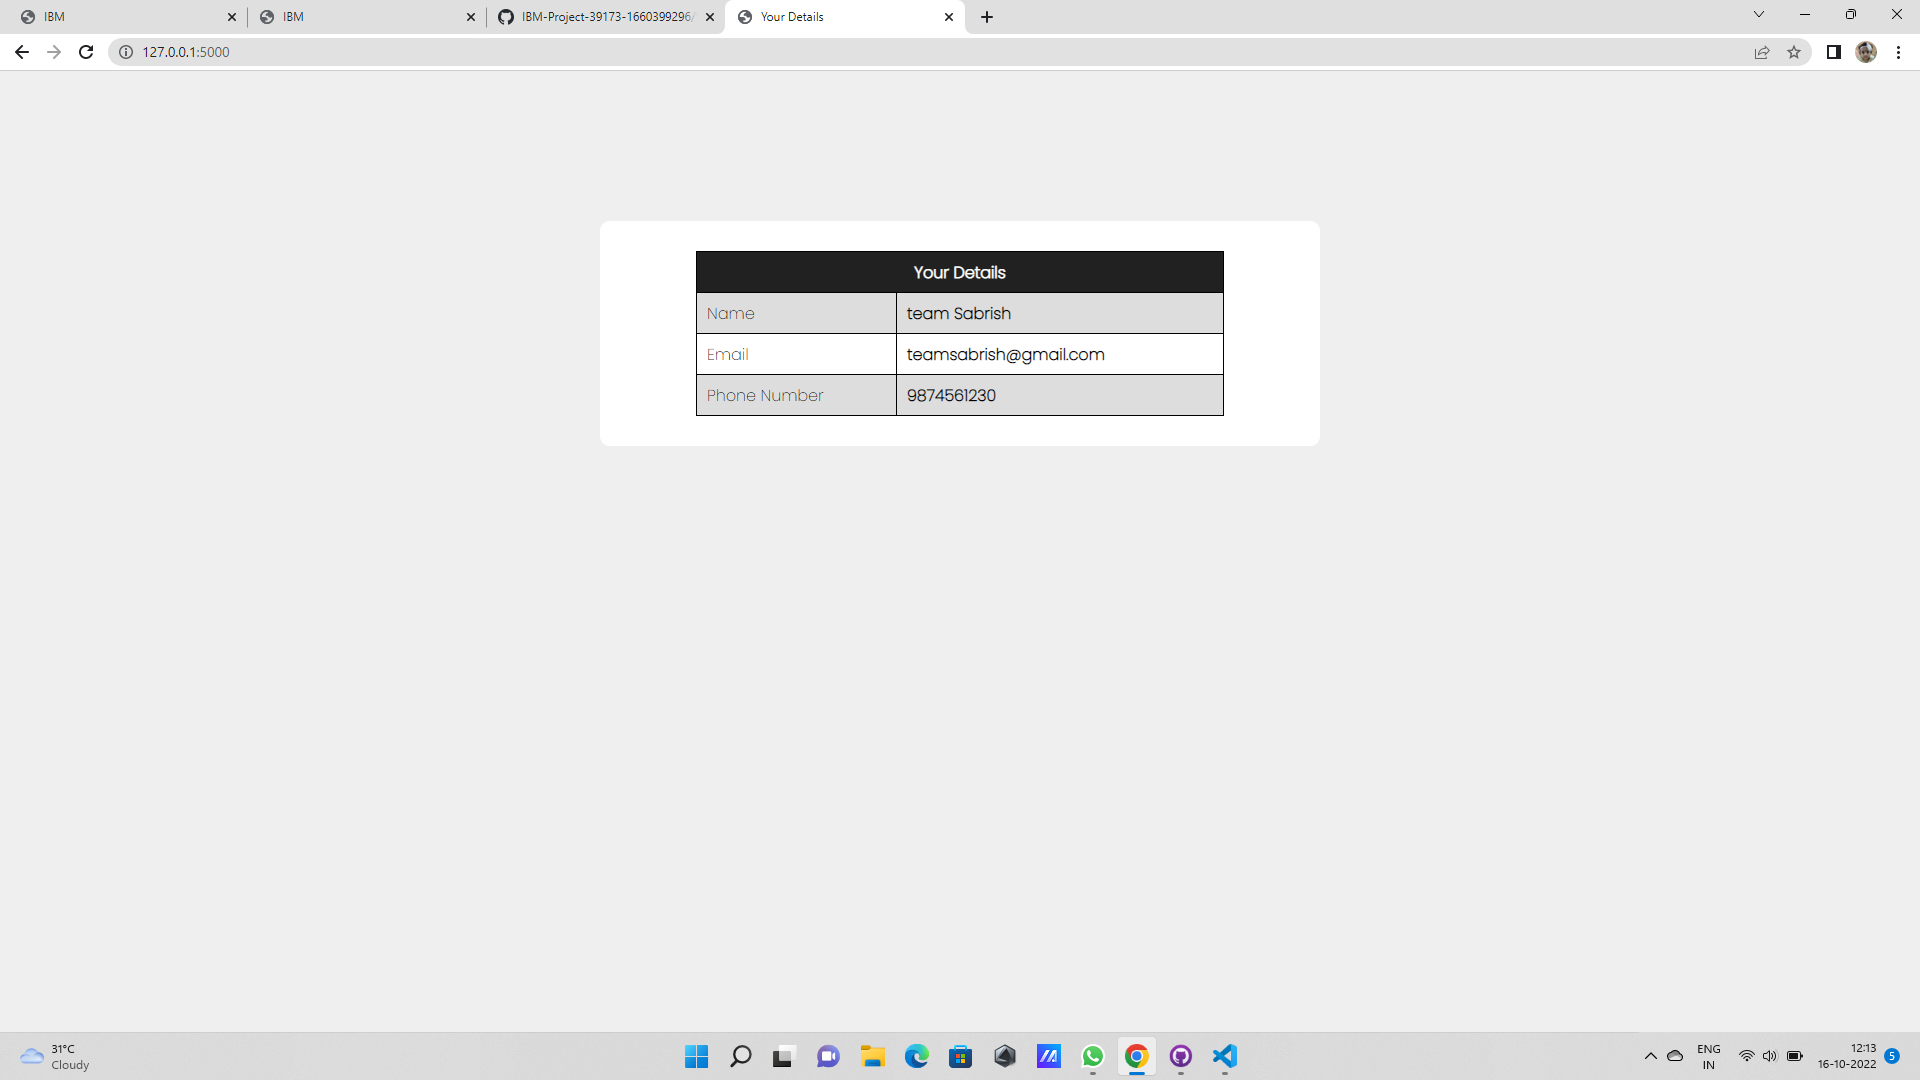 IBM
IBM
IBM-Project-39173-1660399296/
Your Details
127.0.0.1:5000
Your Details
Name team Sabrish
Email teamsabrish@gmail.com
Phone Number 9874561230
31°C
Cloudy
ENG
IN
12:13
16-10-2022
5